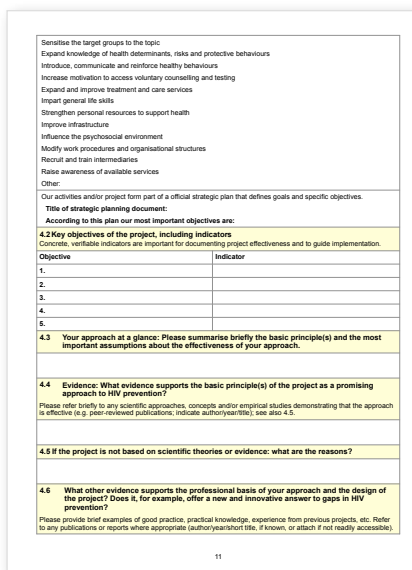 Sensitise the target groups to the topic
Expand knowledge of health determinants, risks and protective behaviours
Introduce, communicate and reinforce healthy behaviours
Increase motivation to access voluntary counselling and testing
Expand and improve treatment and care services
Impart general life skills
Strengthen personal resources to support health
Improve infrastructure
Influence the psychosocial environment
Modify work procedures and organisational structures
Recruit and train intermediaries
Raise awareness of available services
Other:
Our activities and/or project form part of a official strategic plan that defines goals and specific objectives.
Title of strategic planning document:
According to this plan our most important objectives are:
4.2 Key objectives of the project, including indicators
Concrete, verifiable indicators are important for documenting project effectiveness and to guide implementation.
Objective Indicator
1.
2.
3.
4.
5.
4.3 Your approach at a glance: Please summarise briefly the basic principle(s) and the most
important assumptions about the effectiveness of your approach.
4.4 Evidence: What evidence supports the basic principle(s) of the project as a promising
approach to HIV prevention?
Please refer briefly to any scientific approaches, concepts and/or empirical studies demonstrating that the approach
is effective (e.g. peer-reviewed publications; indicate author/year/title); see also 4.5.
4.5 If the project is not based on scientific theories or evidence: what are the reasons?
4.6 What other evidence supports the professional basis of your approach and the design of
the project? Does it, for example, offer a new and innovative answer to gaps in HIV
prevention?
Please provide brief examples of good practice, practical knowledge, experience from previous projects, etc. Refer
to any publications or reports where appropriate (author/year/short title, if known, or attach if not readily accessible).
11